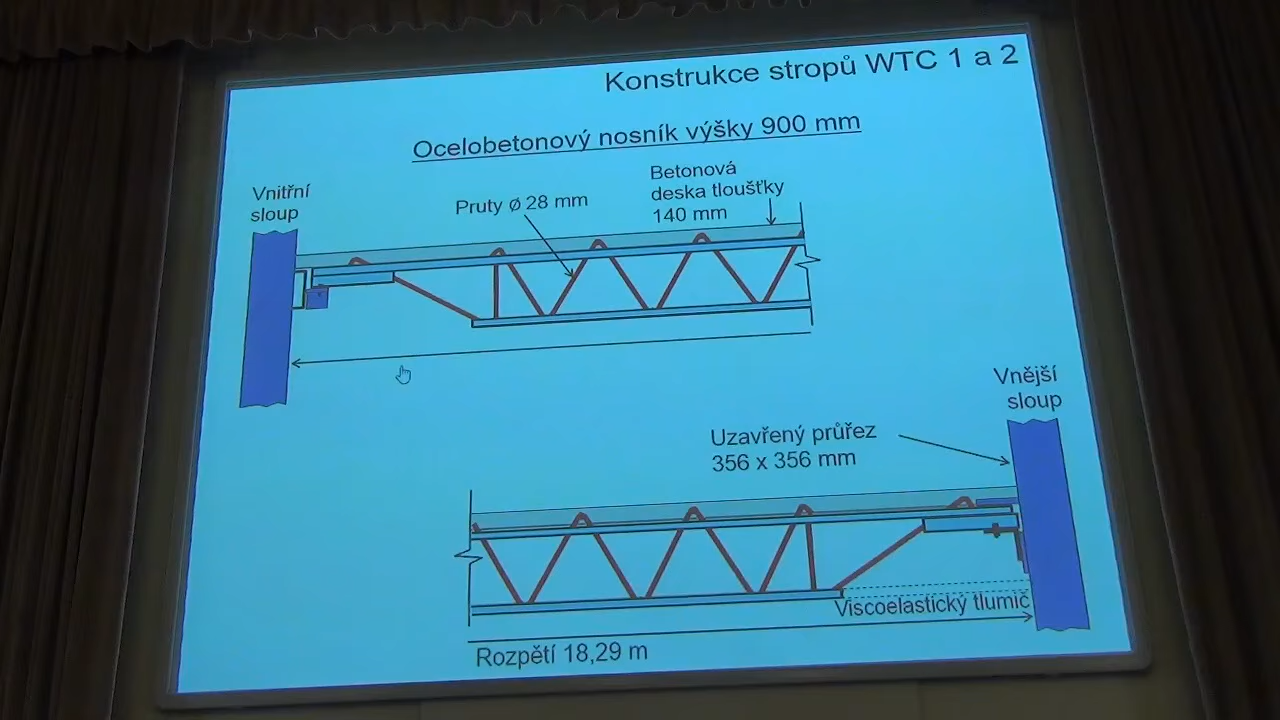 Konstrukce stropů WTC 1 a 2
Ocelobetonový nosník výšky 900 mm
Vnitřní
sloup
Pruty ø 28 mm
Betonová
deska tloušťky
140 mm
Vnější
sloup
Uzavřený průřez
356 x 356 mm
Viscoelastický tlumič
Rozpětí 18,29 m